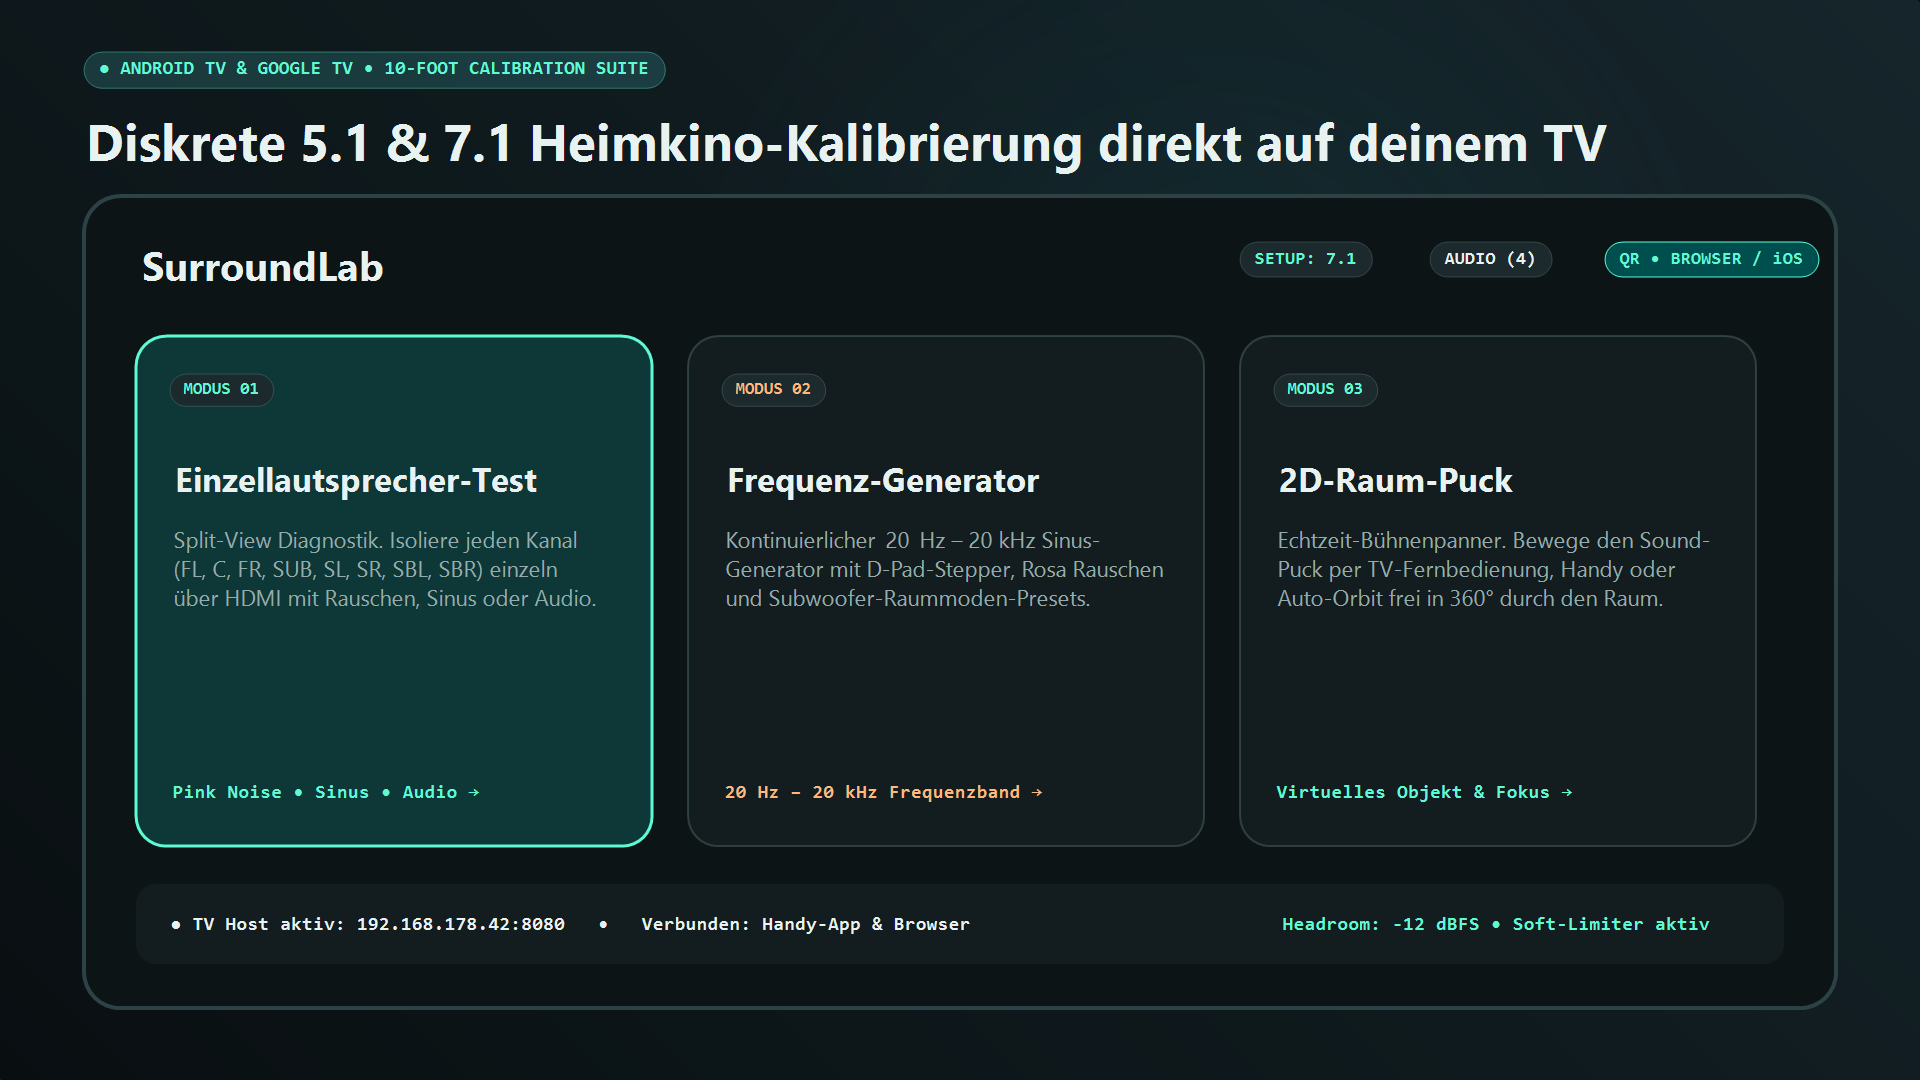 ● ANDROID TV & GOOGLE TV • 10-FOOT CALIBRATION SUITE
Diskrete 5.1 & 7.1 Heimkino-Kalibrierung direkt auf deinem TV
SurroundLab
SETUP: 7.1
AUDIO (4)
QR • BROWSER / iOS
MODUS 01
Einzellautsprecher-Test
Split-View Diagnostik. Isoliere jeden Kanal
(FL, C, FR, SUB, SL, SR, SBL, SBR) einzeln
über HDMI mit Rauschen, Sinus oder Audio.
Pink Noise • Sinus • Audio →
MODUS 02
Frequenz-Generator
Kontinuierlicher 20 Hz – 20 kHz Sinus-
Generator mit D-Pad-Stepper, Rosa Rauschen
und Subwoofer-Raummoden-Presets.
20 Hz – 20 kHz Frequenzband →
MODUS 03
2D-Raum-Puck
Echtzeit-Bühnenpanner. Bewege den Sound-
Puck per TV-Fernbedienung, Handy oder
Auto-Orbit frei in 360° durch den Raum.
Virtuelles Objekt & Fokus →
● TV Host aktiv: 192.168.178.42:8080 • Verbunden: Handy-App & Browser
Headroom: -12 dBFS • Soft-Limiter aktiv